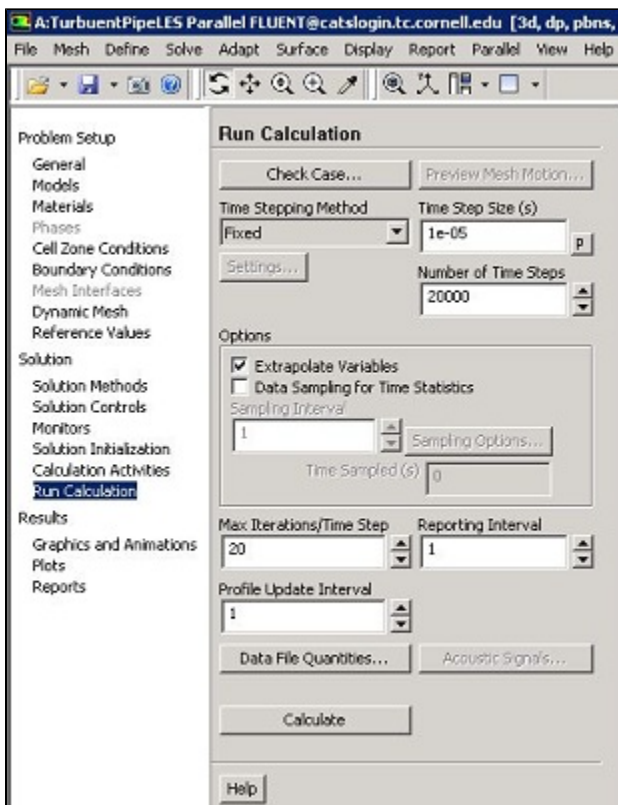 A:TurbuentPipeLES Parallel FLUENT@catslogin.tc.cornell.edu [3d, dp, pbns,
File Mesh Define Solve Adapt Surface Display Report Parallel View Help
Problem Setup
General
Models
Materials
Phases
Cell Zone Conditions
Boundary Conditions
Mesh Interfaces
Dynamic Mesh
Reference Values
Solution
Solution Methods
Solution Controls
Monitors
Solution Initialization
Calculation Activities
Run Calculation
Results
Graphics and Animations
Plots
Reports
Run Calculation
Check Case... Preview Mesh Motion...
Time Stepping Method Time Step Size (s)
Fixed 1e-05 P
Settings... Number of Time Steps
20000
Options
Extrapolate Variables
Data Sampling for Time Statistics
Sampling Interval
1 Sampling Options...
Time Sampled (s) 0
Max Iterations/Time Step Reporting Interval
20 1
Profile Update Interval
1
Data File Quantities... Acoustic Signals...
Calculate
Help